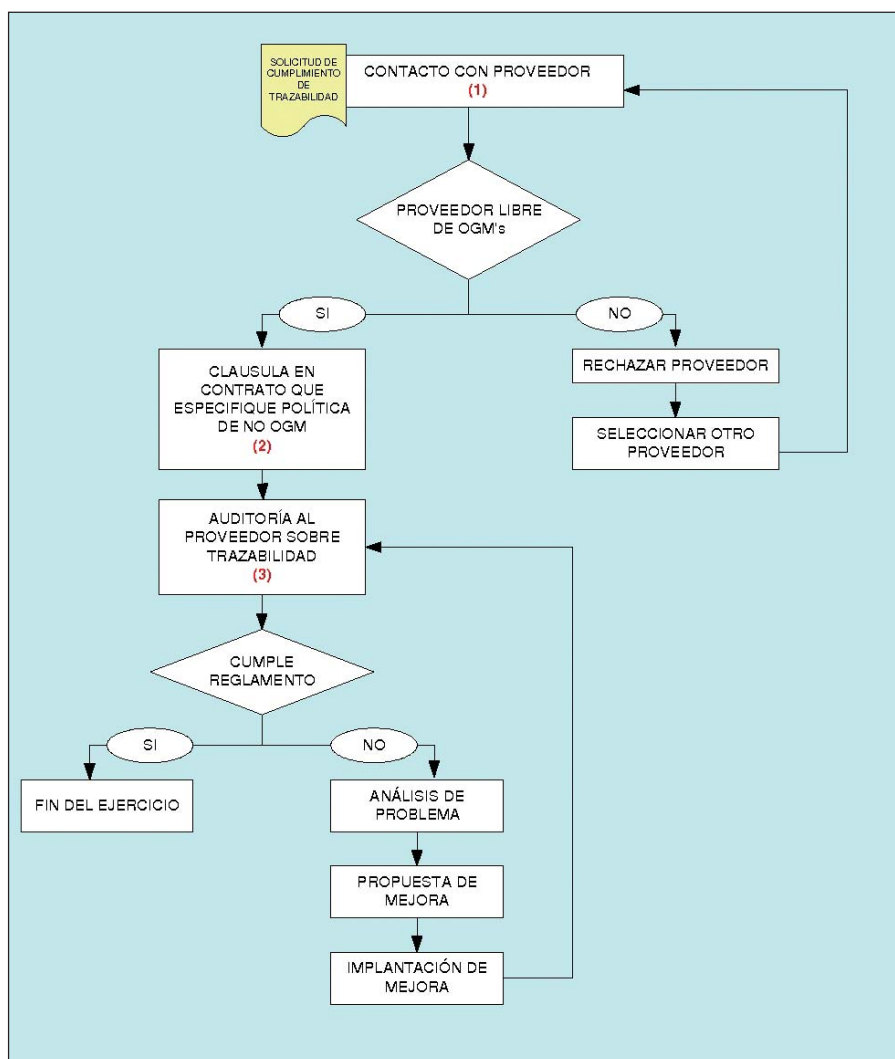 SOLICITUD DE
CUMPLIMIENTO
DE
TRAZABILIDAD
CONTACTO CON PROVEEDOR
(1)
PROVEEDOR LIBRE
DE OGM's
SI
NO
CLAUSULA EN
CONTRATO QUE
ESPECIFIQUE POLÍTICA
DE NO OGM
(2)
RECHAZAR PROVEEDOR
SELECCIONAR OTRO
PROVEEDOR
AUDITORÍA AL
PROVEEDOR SOBRE
TRAZABILIDAD
(3)
CUMPLE
REGLAMENTO
SI
NO
FIN DEL EJERCICIO
ANÁLISIS DE
PROBLEMA
PROPUESTA DE
MEJORA
IMPLANTACIÓN DE
MEJORA